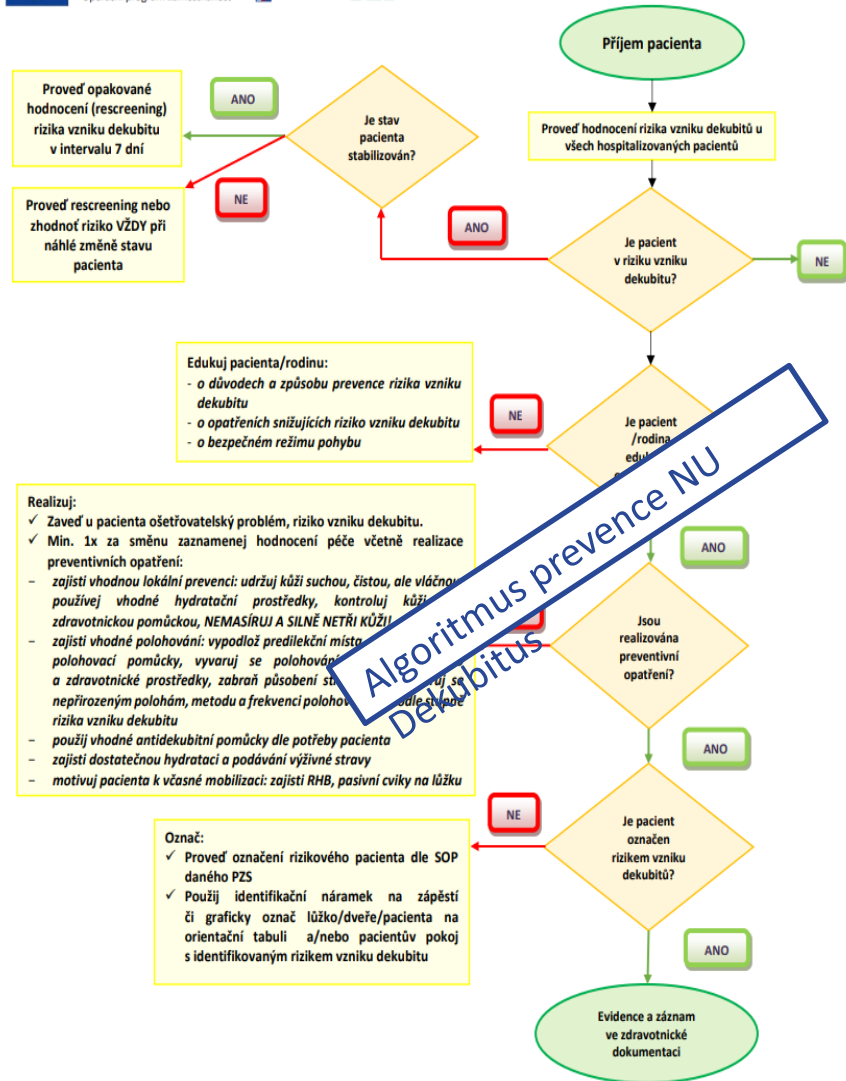 Příjem pacienta
Proveď hodnocení rizika vzniku dekubitů u
všech hospitalizovaných pacientů
Je pacient
v riziku vzniku
dekubitu?
NE
ANO
Je stav
pacienta
stabilizován?
ANO
Proveď opakované
hodnocení (rescreening)
rizika vzniku dekubitu
v intervalu 7 dní
NE
Proveď rescreening nebo
zhodnoť riziko VŽDY při
náhlé změně stavu
pacienta
Je pacient
/rodina
NE
Edukuj pacienta/rodinu:
- o důvodech a způsobu prevence rizika vzniku
dekubitu
- o opatřeních snižujících riziko vzniku dekubitu
- o bezpečném režimu pohybu
ANO
Jsou
realizována
preventivní
opatření?
Realizuj:
✓ Zaveď u pacienta ošetřovatelský problém, riziko vzniku dekubitu.
✓ Min. 1x za směnu zaznamenej hodnocení péče včetně realizace
preventivních opatření:
– zajisti vhodnou lokální prevenci: udržuj kůži suchou, čistou, ale vláčnou,
používej vhodné hydratační prostředky, kontroluj kůži
zdravotnickou pomůckou, NEMASÍRUJ A SILNĚ NETŘI KŮŽI!
– zajisti vhodné polohování: vypodlož predilekční místa
polohovací pomůcky, vyvaruj se polohování
a zdravotnické prostředky, zabraň působení se
nepřirozeným polohám, metodu a frekvenci stupně
rizika vzniku dekubitu
– použij vhodné antidekubitní pomůcky dle potřeby pacienta
– zajisti dostatečnou hydrataci a podávání výživné stravy
– motivuj pacienta k včasné mobilizaci: zajisti RHB, pasivní cviky na lůžku
Algoritmus prevence NU
Dekubitus
ANO
Je pacient
označen
rizikem vzniku
dekubitů?
NE
Označ:
✓ Proveď označení rizikového pacienta dle SOP
daného PZS
✓ Použij identifikační náramek na zápěstí
či graficky označ lůžko/dveře/pacienta na
orientační tabuli a/nebo pacientův pokoj
s identifikovaným rizikem vzniku dekubitu
ANO
Evidence a záznam
ve zdravotnické
dokumentaci